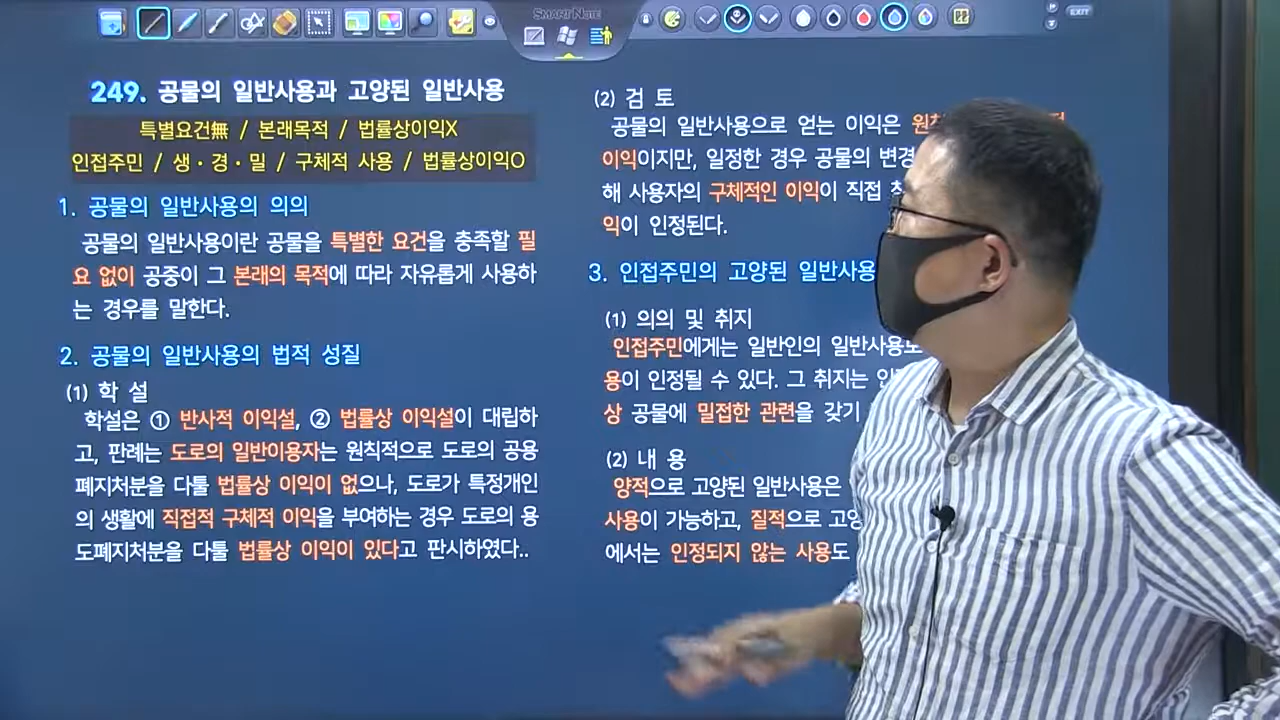 SMART NOTE
EXIT
249. 공물의 일반사용과 고양된 일반사용
특별요건無 / 본래목적 / 법률상이익X
인접주민 / 생·경·밀 / 구체적 사용 / 법률상이익O
1. 공물의 일반사용의 의의
공물의 일반사용이란 공물을 특별한 요건을 충족할 필
요 없이 공중이 그 본래의 목적에 따라 자유롭게 사용하
는 경우를 말한다.
2. 공물의 일반사용의 법적 성질
(1) 학 설
학설은 ① 반사적 이익설, ② 법률상 이익설이 대립하
고, 판례는 도로의 일반이용자는 원칙적으로 도로의 공용
폐지처분을 다툴 법률상 이익이 없으나, 도로가 특정개인
의 생활에 직접적 구체적 이익을 부여하는 경우 도로의 용
도폐지처분을 다툴 법률상 이익이 있다고 판시하였다..
(2) 검 토
공물의 일반사용으로 얻는 이익은
이익이지만, 일정한 경우 공물의 변경
해 사용자의 구체적인 이익이 직접
익이 인정된다.
3. 인접주민의 고양된 일반사용
(1) 의의 및 취지
인접주민에게는 일반인의 일반사용
용이 인정될 수 있다. 그 취지는
상 공물에 밀접한 관련을 갖기
(2) 내 용
양적으로 고양된 일반사용은
사용이 가능하고, 질적으로
에서는 인정되지 않는 사용도